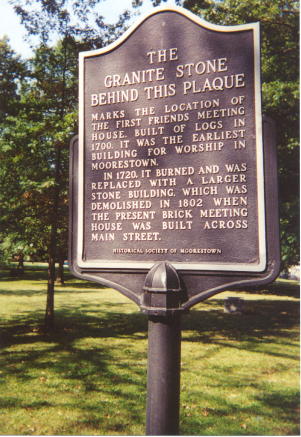 THE
GRANITE STONE
BEHIND THIS PLAQUE
MARKS THE LOCATION OF
THE FIRST FRIENDS MEETING
HOUSE. BUILT OF LOGS IN
1700. IT WAS THE EARLIEST
BUILDING FOR WORSHIP IN
MOORESTOWN.
IN 1720, IT BURNED AND WAS
REPLACED WITH A LARGER
STONE BUILDING, WHICH WAS
DEMOLISHED IN 1802 WHEN
THE PRESENT BRICK MEETING
HOUSE WAS BUILT ACROSS
MAIN STREET.
HISTORICAL SOCIETY OF MOORESTOWN